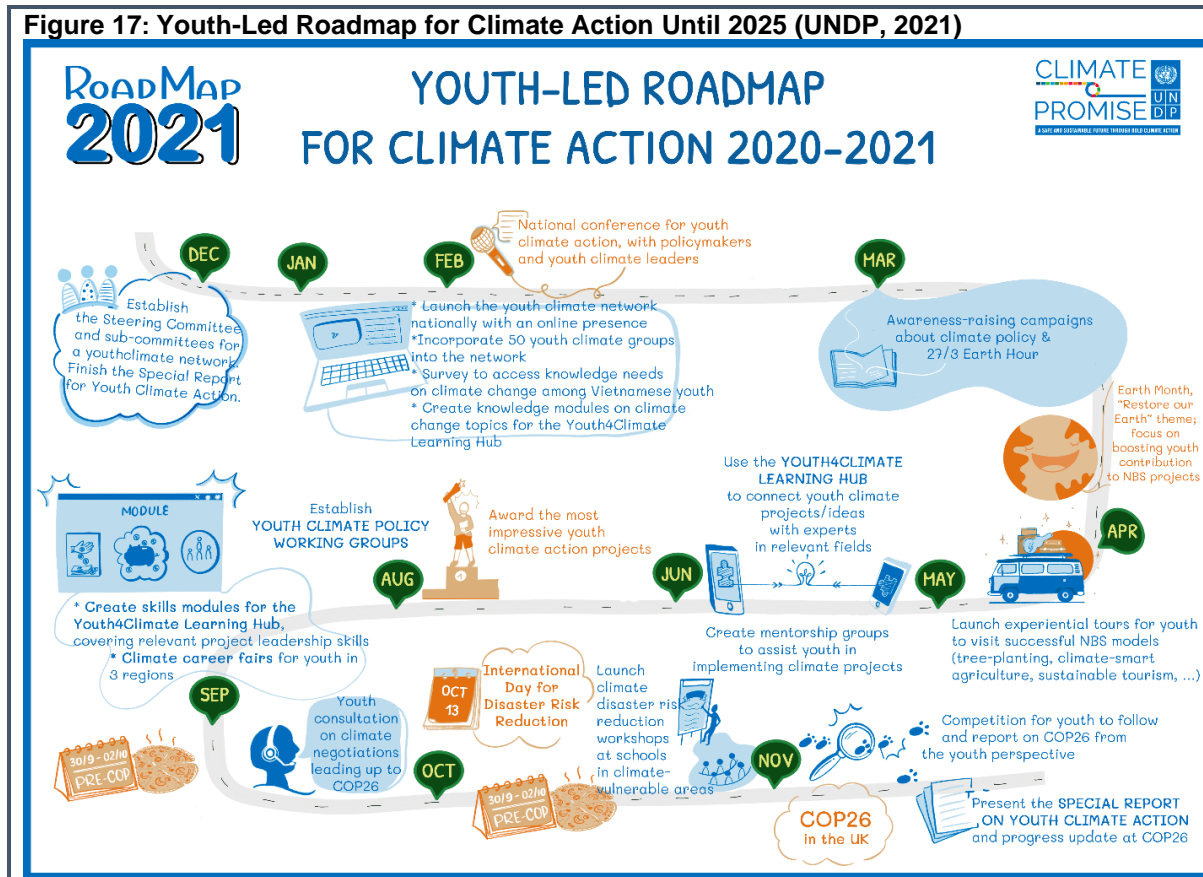 Figure 17: Youth-Led Roadmap for Climate Action Until 2025 (UNDP, 2021)
ROADMAP
2021
YOUTH-LED ROADMAP
FOR CLIMATE ACTION 2020-2021
CLIMATE
PROMISE
UN
DP
A SAFE AND SUSTAINABLE FUTURE THROUGH BOLD CLIMATE ACTION
DEC
Establish
the Steering Committee
and sub-committees for
a youthclimate network.
Finish the Special Report
for Youth Climate Action.
JAN
FEB
National conference for youth
climate action, with policymakers
and youth climate leaders
* Launch the youth climate network
nationally with an online presence
*Incorporate 50 youth climate groups
into the network
* Survey to access knowledge needs
on climate change among Vietnamese youth
* Create knowledge modules on climate
change topics for the Youth4Climate
Learning Hub
MAR
Awareness-raising campaigns
about climate policy &
27/3 Earth Hour
Earth Month,
"Restore our
Earth" theme;
focus on
boosting youth
contribution
to NBS projects
APR
Launch experiential tours for youth
to visit successful NBS models
(tree-planting, climate-smart
agriculture, sustainable tourism, ...)
MAY
Use the YOUTH4CLIMATE
LEARNING HUB
to connect youth climate
projects/ideas
with experts
in relevant fields
Create mentorship groups
to assist youth in
implementing climate projects
JUN
Award the most
impressive youth
climate action projects
AUG
Establish
YOUTH CLIMATE POLICY
WORKING GROUPS
MODULE
* Create skills modules for the
Youth4Climate Learning Hub,
covering relevant project leadership skills
* Climate career fairs for youth in
3 regions
SEP
30/9 - 02/10
PRE-COP
Youth
consultation
on climate
negotiations
leading up to
COP26
OCT
OCT
13
International
Day for
Disaster Risk
Reduction
30/9 - 02/10
PRE-COP
Launch
climate
disaster risk
reduction
workshops
at schools
in climate-
vulnerable areas
NOV
COP26
in the UK
Competition for youth to follow
and report on COP26 from
the youth perspective
Present the SPECIAL REPORT
ON YOUTH CLIMATE ACTION
and progress update at COP26